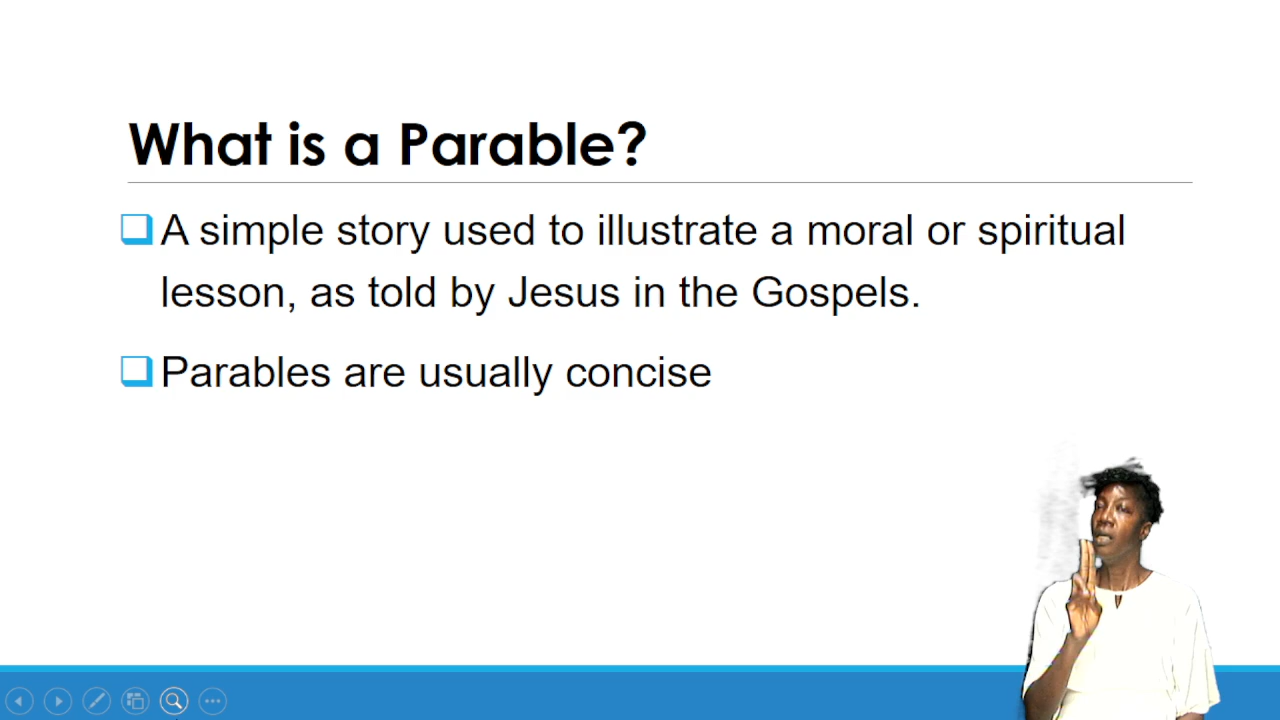 What is a Parable?
A simple story used to illustrate a moral or spiritual
lesson, as told by Jesus in the Gospels.
Parables are usually concise